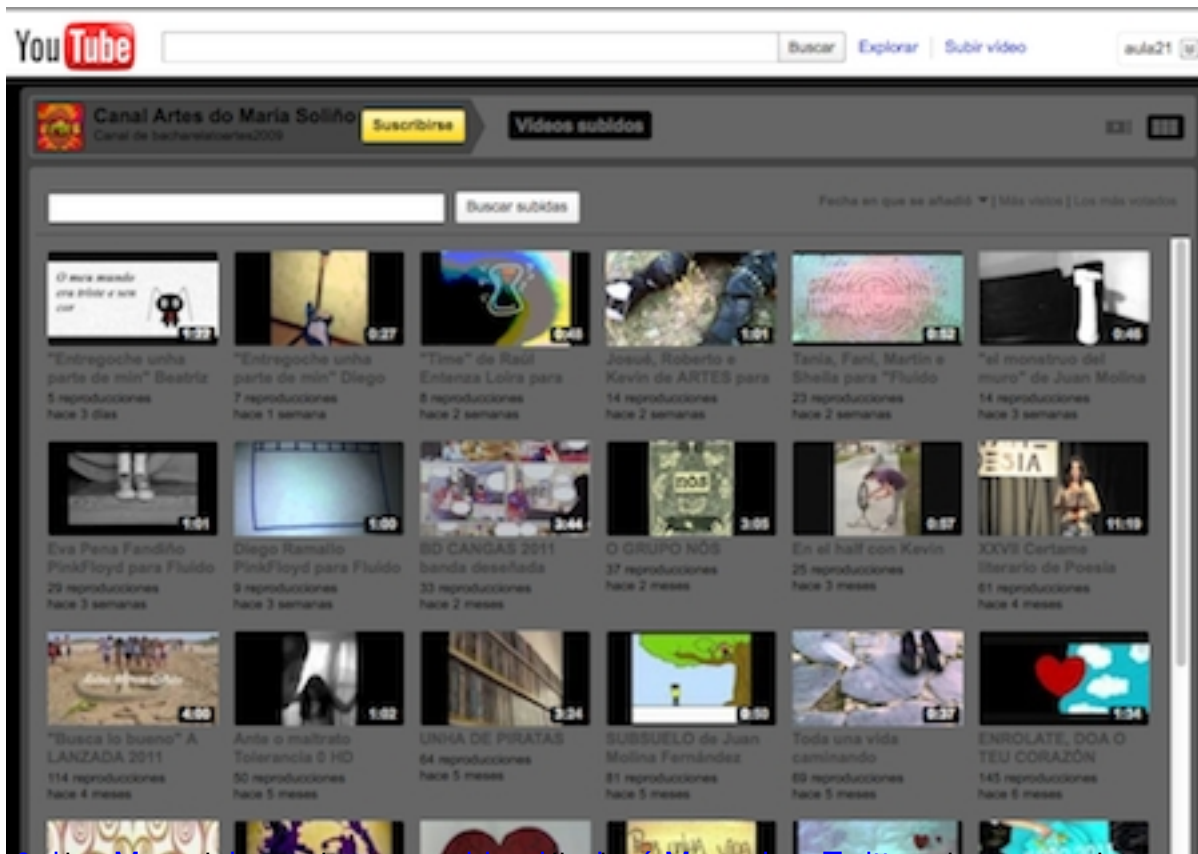 You Tube
Buscar Explorar Subir vídeo aula21
Canal Artes do María Soliño
Canal de bacharelatoartes2009
Suscribirse
Vídeos subidos
Buscar subidas
Fecha en que se añadió | Más vistos | Los más votados
O meu mundo
era triste e sen
cor
1:22
0:27
0:48
1:01
0:52
0:46
"Entregoche unha
parte de min" Beatriz
5 reproducciones
hace 3 días
"Entregoche unha
parte de min" Diego
7 reproducciones
hace 1 semana
"Time" de Raúl
Entenza Loira para
8 reproducciones
hace 2 semanas
Josué, Roberto e
Kevin de ARTES para
14 reproducciones
hace 2 semanas
Tania, Fani, Martin e
Sheila para "Fluído
23 reproducciones
hace 2 semanas
"el monstruo del
muro" de Juan Molina
14 reproducciones
hace 3 semanas
1:01
1:00
3:44
NÓS
3:05
0:57
ESIA
11:19
Eva Pena Fandiño
PinkFloyd para Fluído
29 reproducciones
hace 3 semanas
Diego Ramallo
PinkFloyd para Fluído
9 reproducciones
hace 3 semanas
BD CANGAS 2011
banda deseñada
33 reproducciones
hace 2 meses
O GRUPO NÓS
37 reproducciones
hace 2 meses
En el half con Kevin
25 reproducciones
hace 3 meses
XXVII Certame
literario de Poesía
61 reproducciones
hace 4 meses
4:00
1:02
3:24
0:50
0:37
1:34
"Busca lo bueno" A
LANZADA 2011
114 reproducciones
hace 4 meses
Ante o maltrato
Tolerancia 0 HD
50 reproducciones
hace 5 meses
UNHA DE PIRATAS
64 reproducciones
hace 5 meses
SUBSUELO de Juan
Molina Fernández
81 reproducciones
hace 5 meses
Toda una vida
caminando
69 reproducciones
hace 5 meses
ENROLATE, DOA O
TEU CORAZÓN
145 reproducciones
hace 6 meses